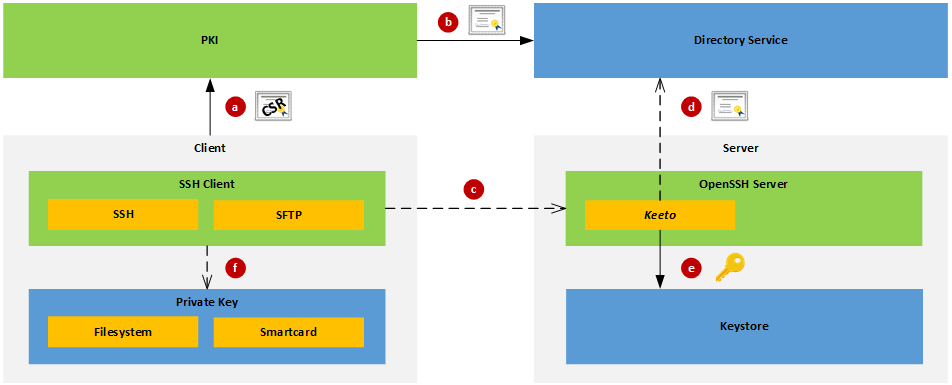 PKI
b
Directory Service
a
CSR
d
Client
Server
SSH Client
OpenSSH Server
c
SSH
SFTP
Keeto
f
e
Private Key
Filesystem
Smartcard
Keystore